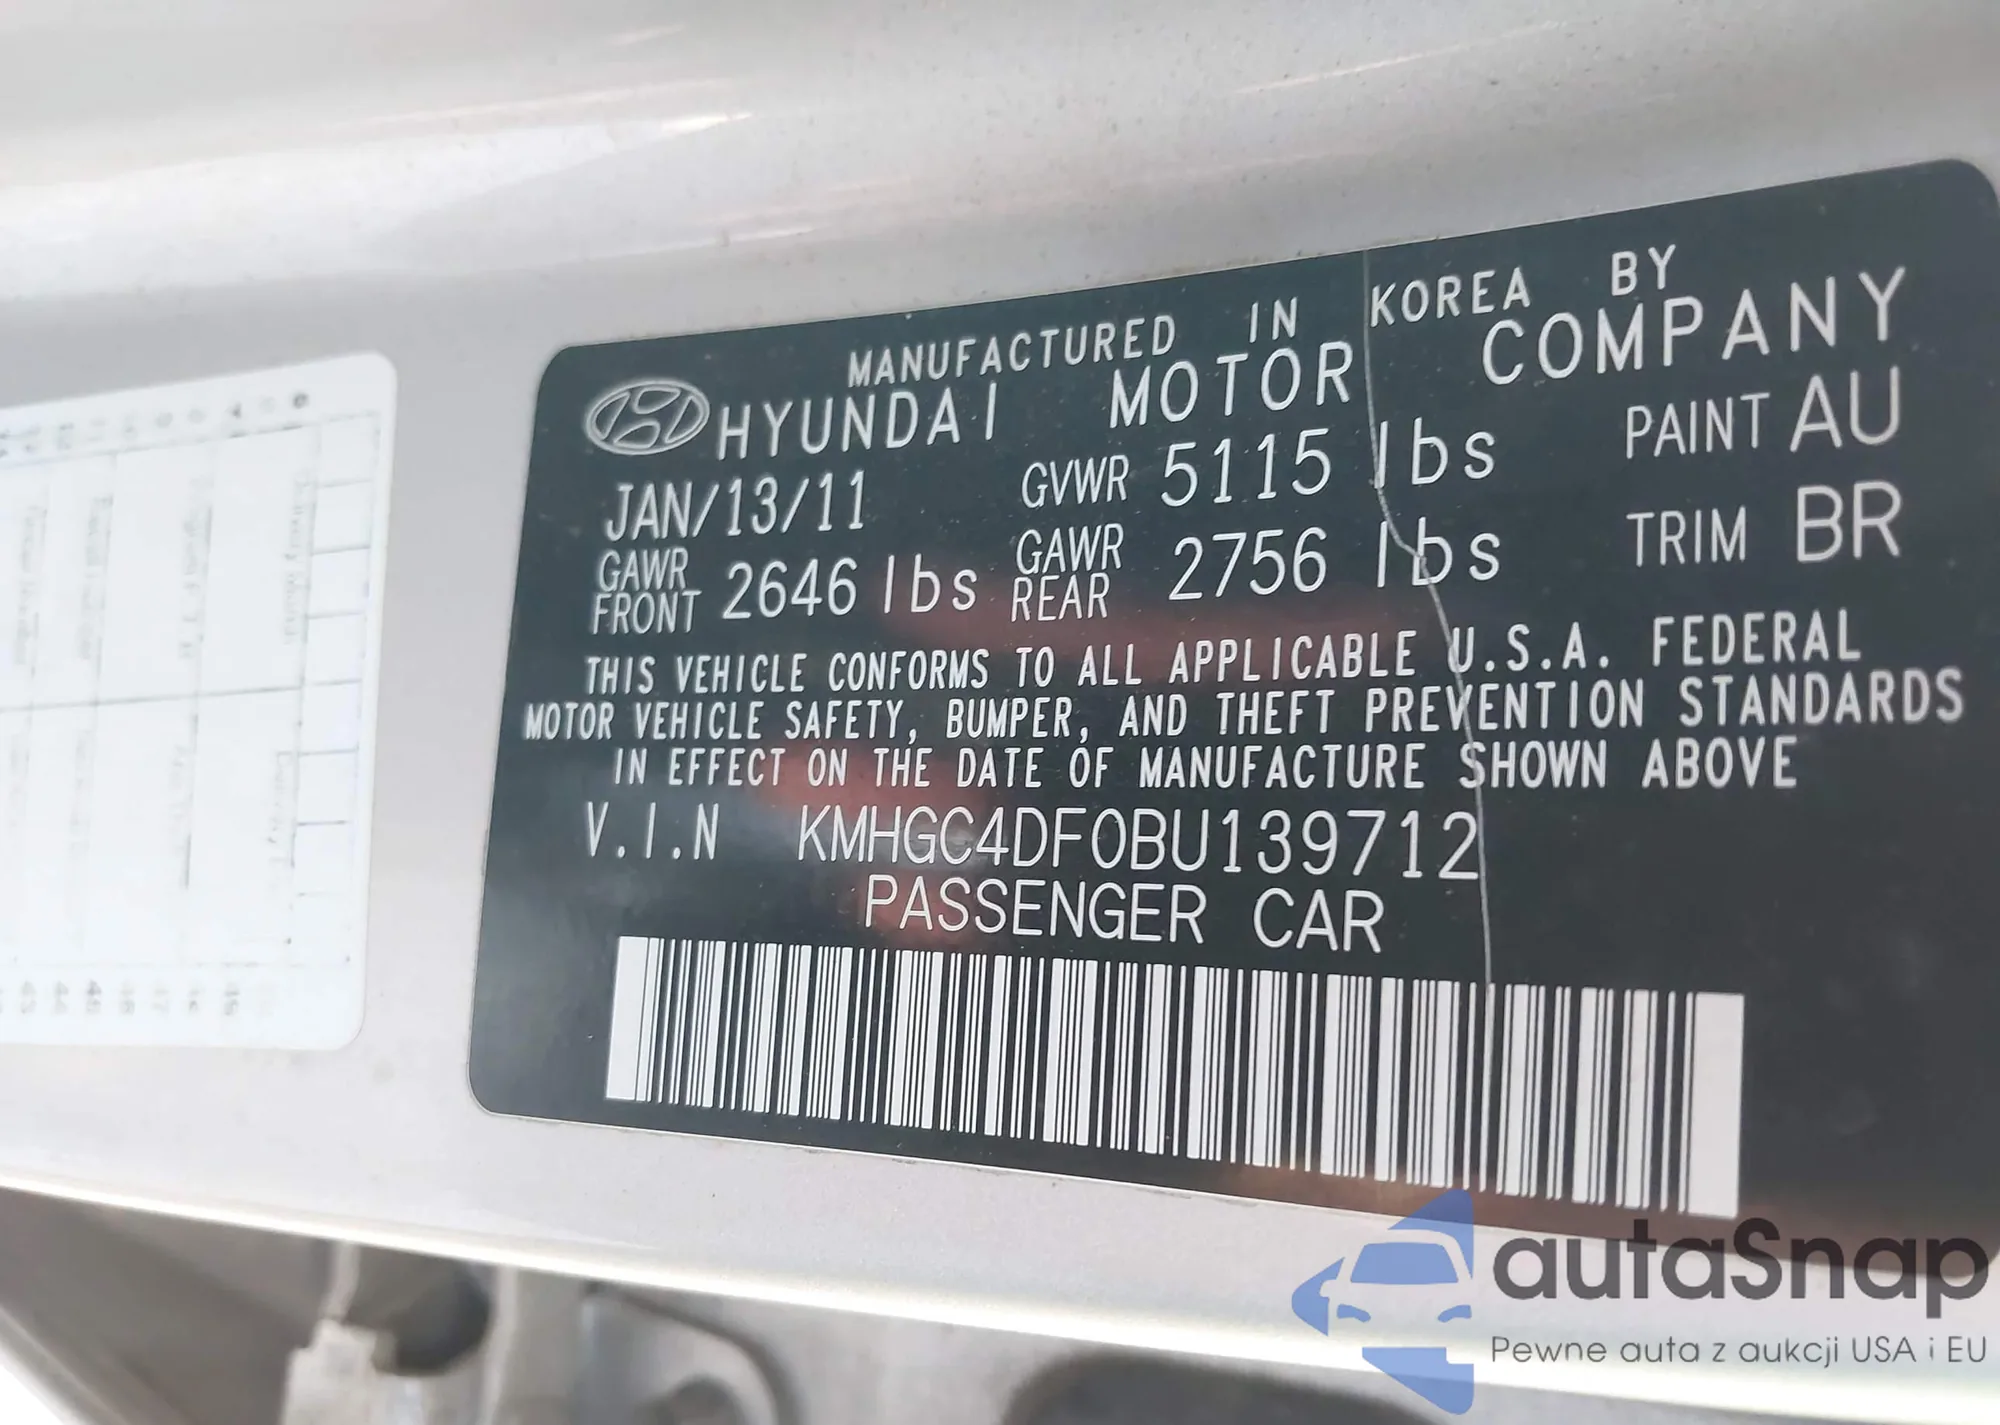 MANUFACTURED IN KOREA BY
HYUNDAI MOTOR COMPANY
JAN/13/11 GVWR 5115 lbs PAINT AU
GAWR FRONT 2646 lbs GAWR REAR 2756 lbs TRIM BR
THIS VEHICLE CONFORMS TO ALL APPLICABLE U.S.A. FEDERAL
MOTOR VEHICLE SAFETY, BUMPER, AND THEFT PREVENTION STANDARDS
IN EFFECT ON THE DATE OF MANUFACTURE SHOWN ABOVE
V.I.N KMHGC4DF0BU139712
PASSENGER CAR
autaSnap
Pewne auta z aukcji USA i EU